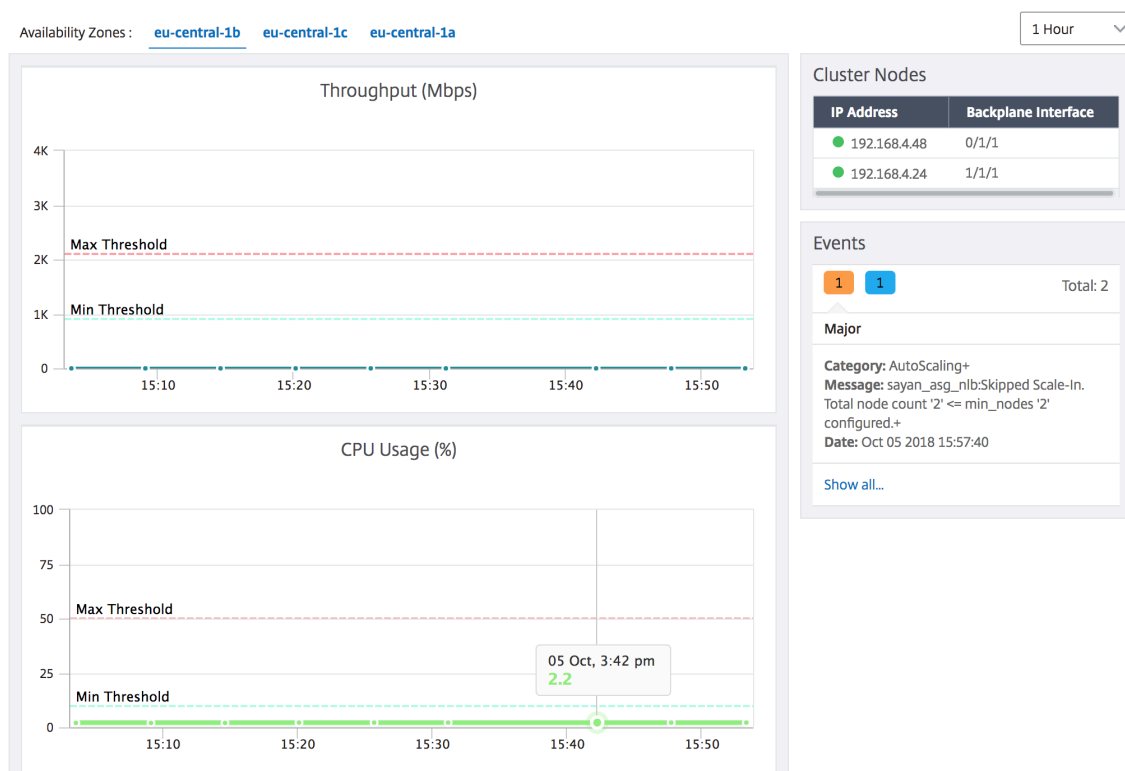 Availability Zones : eu-central-1b eu-central-1c eu-central-1a
1 Hour
Throughput (Mbps)
4K
3K
Max Threshold
2K
Min Threshold
1K
0
15:10 15:20 15:30 15:40 15:50
CPU Usage (%)
100
75
Max Threshold
50
05 Oct, 3:42 pm
2.2
25
Min Threshold
0
15:10 15:20 15:30 15:40 15:50
Cluster Nodes
IP Address Backplane Interface
192.168.4.48 0/1/1
192.168.4.24 1/1/1
Events
1 1 Total: 2
Major
Category: AutoScaling+
Message: sayan_asg_nlb:Skipped Scale-In.
Total node count '2' <= min_nodes '2'
configured.+
Date: Oct 05 2018 15:57:40
Show all...